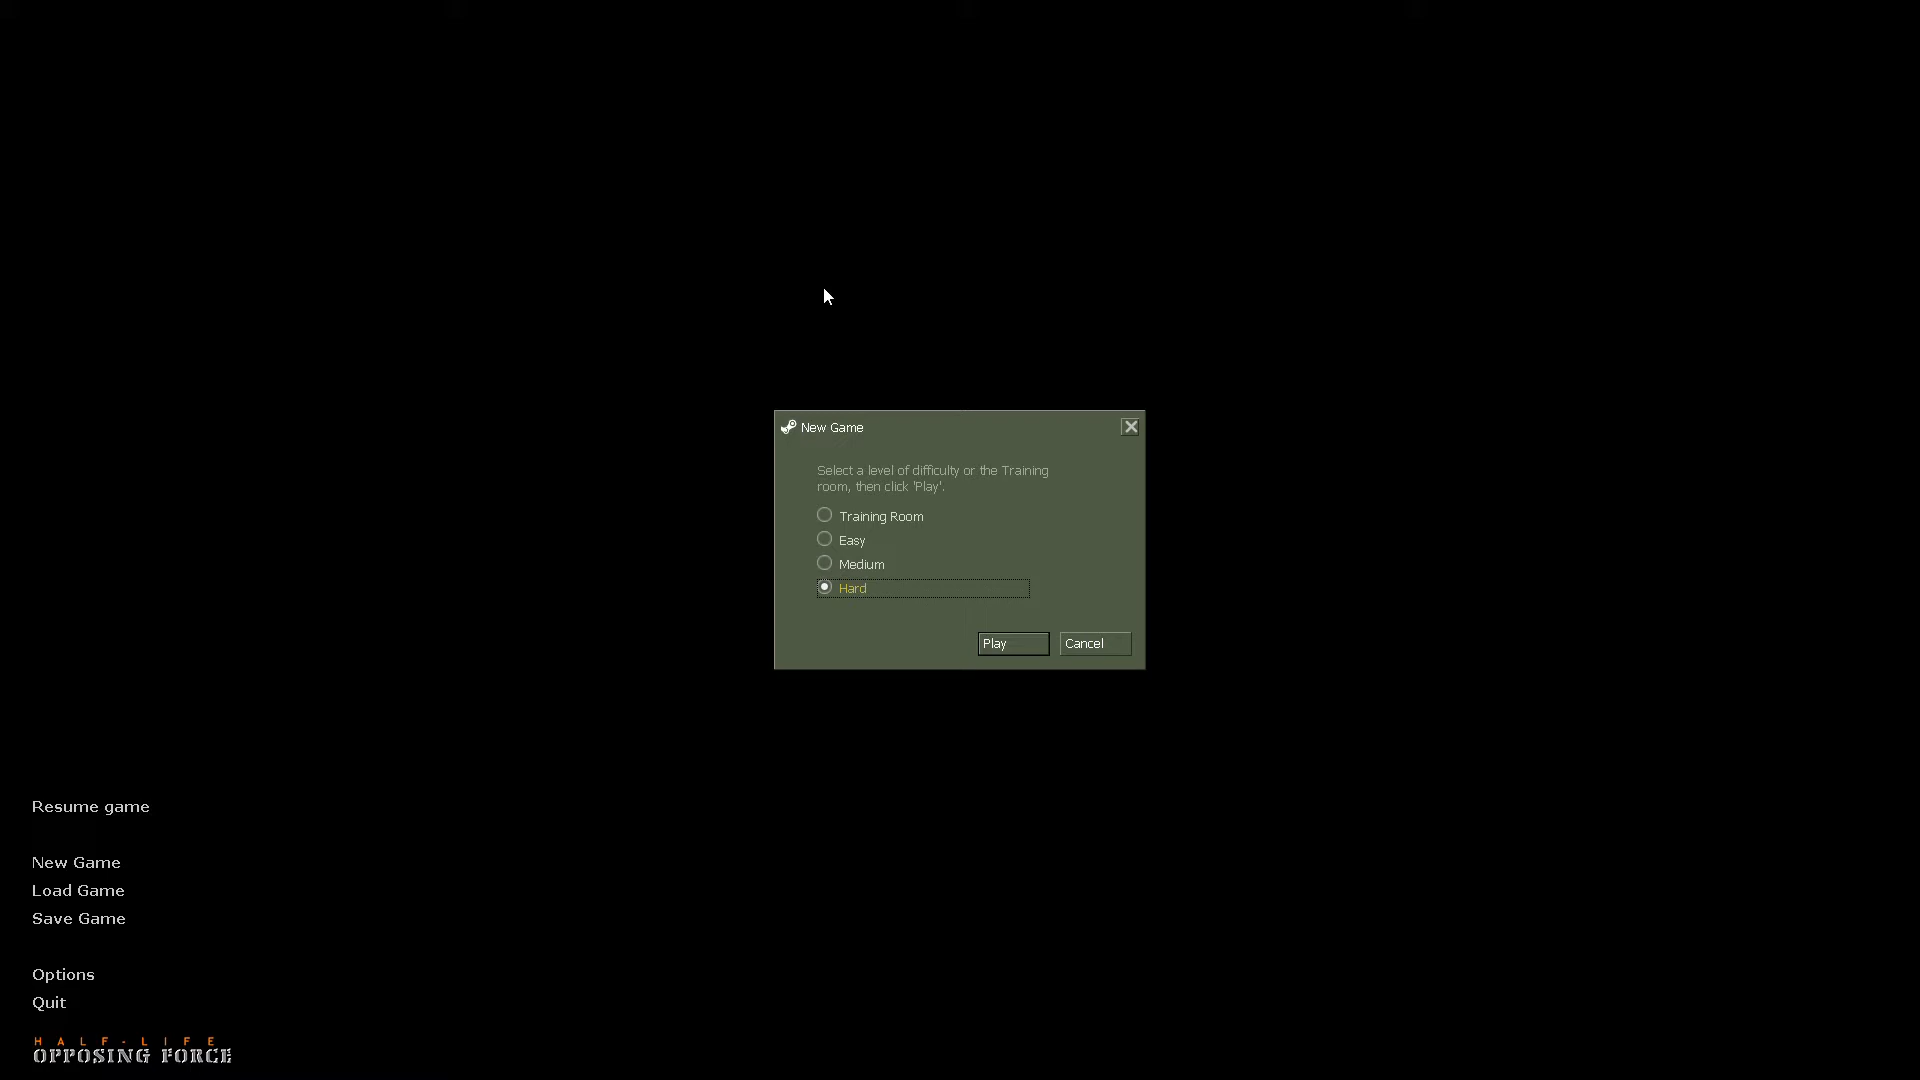 New Game
Select a level of difficulty or the Training
room, then click 'Play'.
Training Room
Easy
Medium
Hard
Play
Cancel
Resume game
New Game
Load Game
Save Game
Options
Quit
HALF-LIFE
OPPOSING FORCE